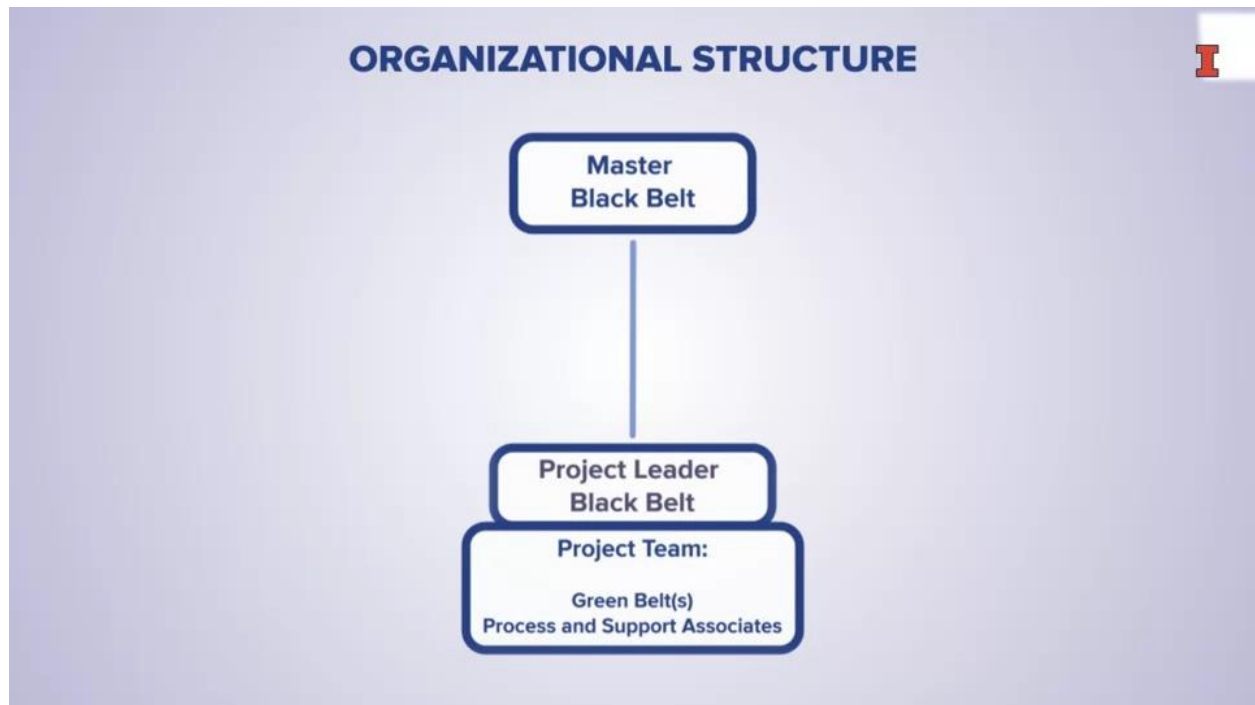 ORGANIZATIONAL STRUCTURE
I
Master
Black Belt
Project Leader
Black Belt
Project Team:
Green Belt(s)
Process and Support Associates